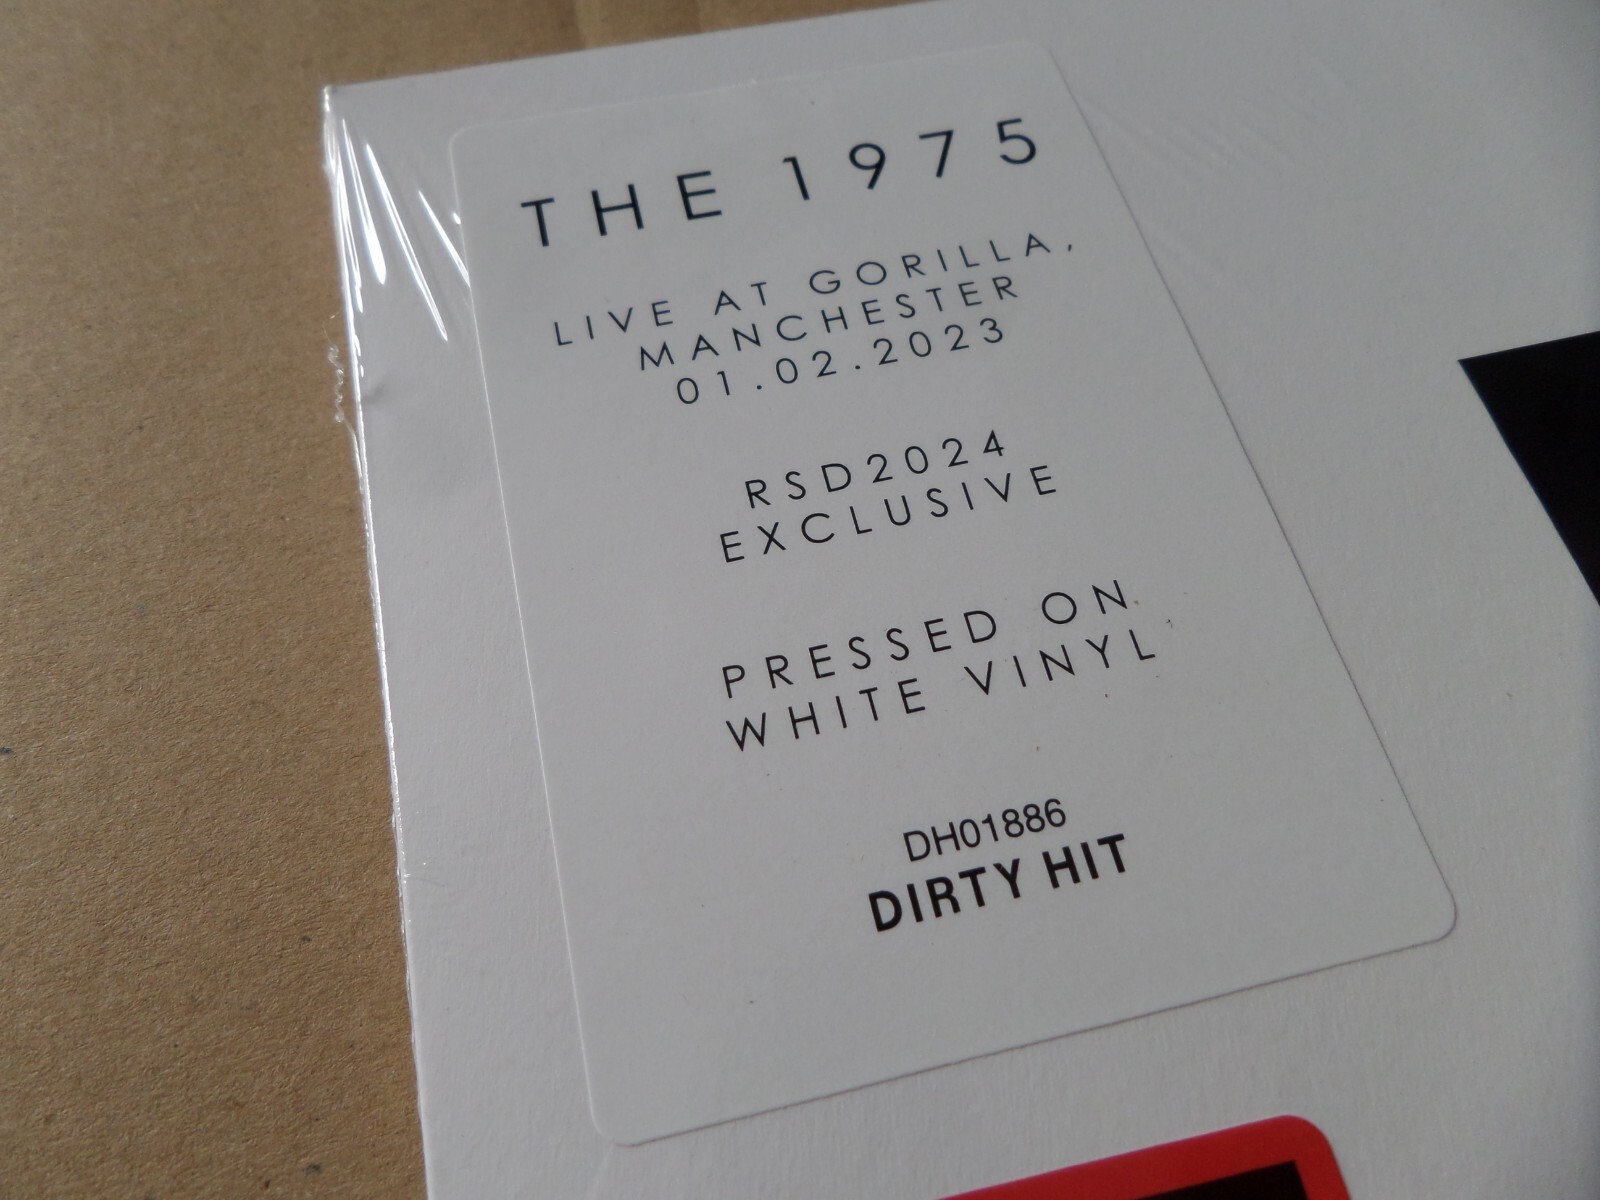 THE 1975
LIVE AT GORILLA,
MANCHESTER
01.02.2023
RSD2024
EXCLUSIVE
PRESSED ON
WHITE VINYL
DH01886
DIRTY HIT